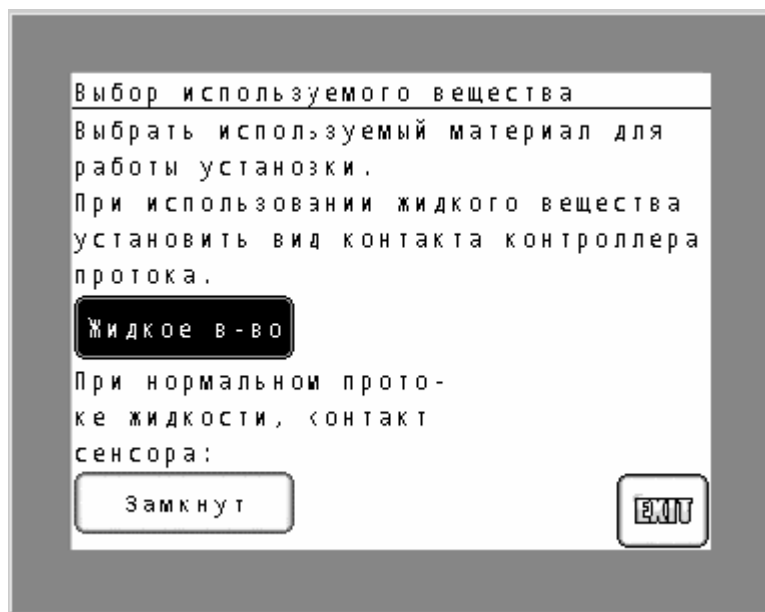 Выбор используемого вещества
Выбрать используемый материал для
работы установки.
При использовании жидкого вещества
установить вид контакта контроллера
протока.
Жидкое в-во
При нормальном прото-
ке жидкости, контакт
сенсора:
Замкнут
EXIT